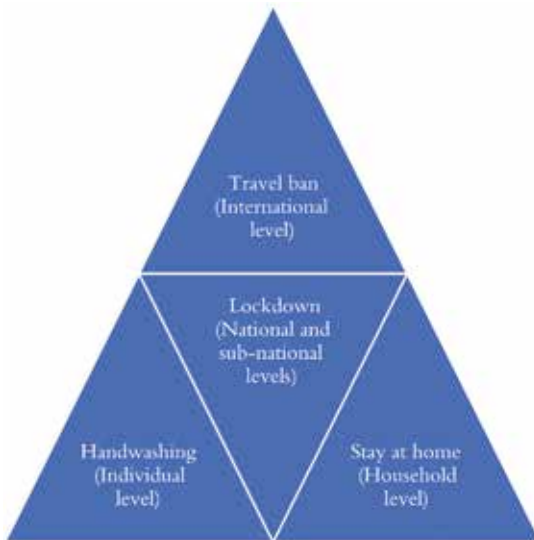 Travel ban
(International
level)
Lockdown
(National and
sub-national
levels)
Handwashing
(Individual
level)
Stay at home
(Household
level)